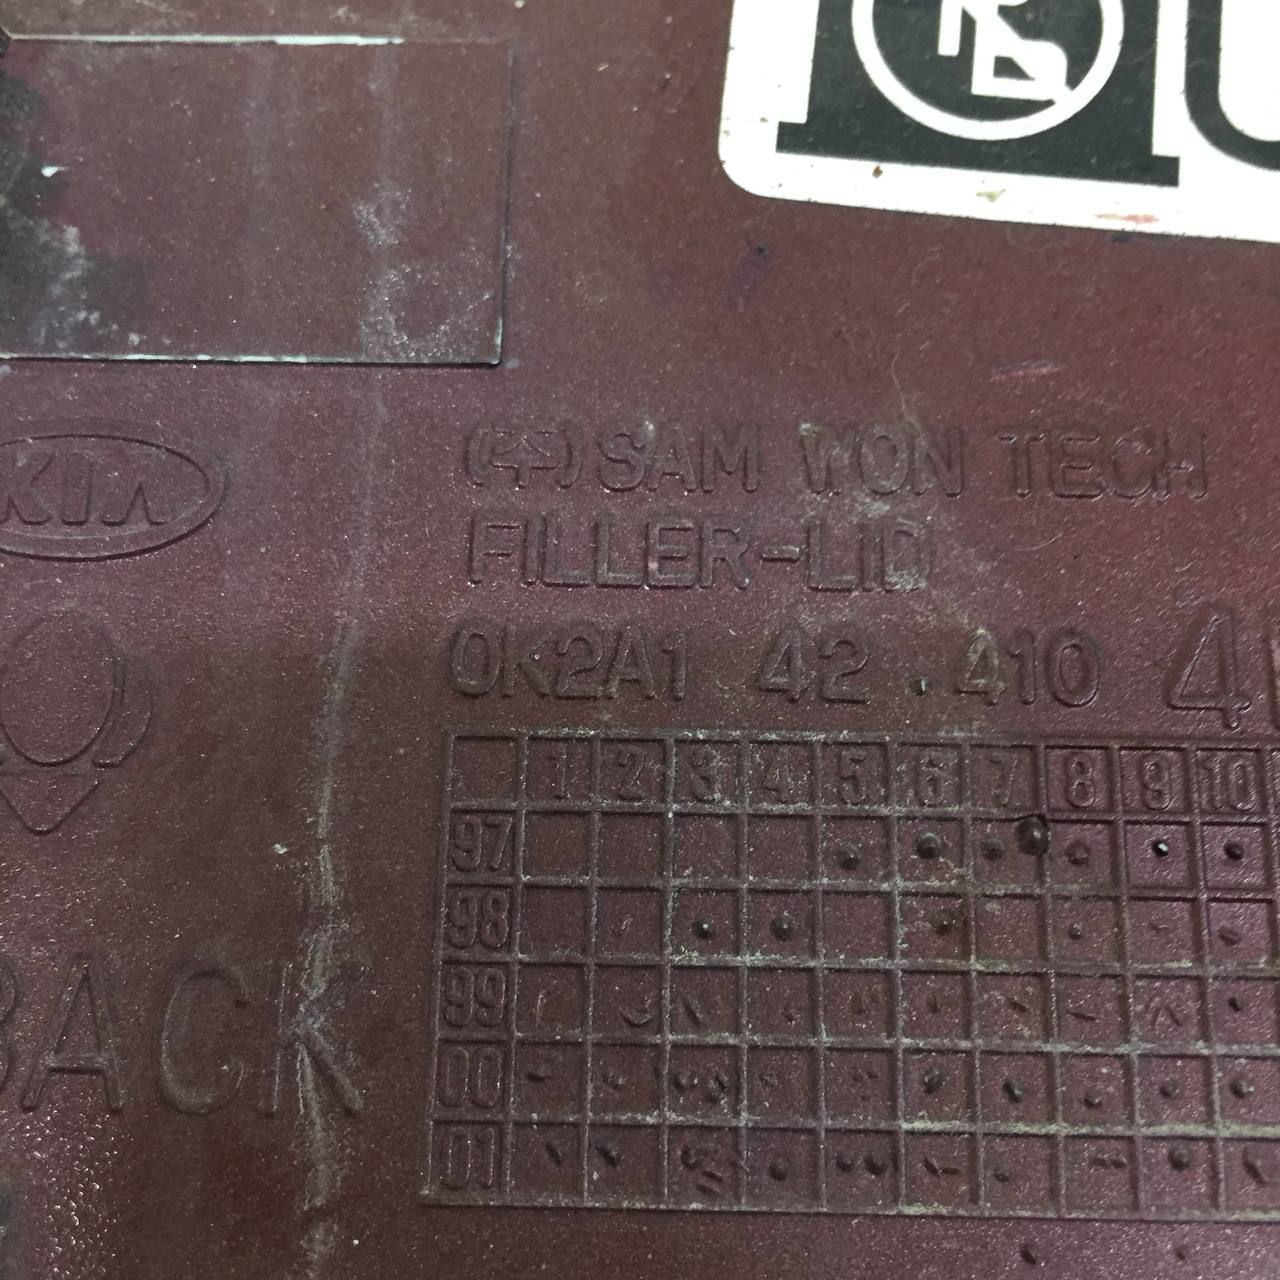 KIA
(주)SAM WON TECH
FILLER-LID
0K2A1 42 . 410 4
1 2 3 4 5 6 7 8 9 10
97
98
99
00
01
BACK